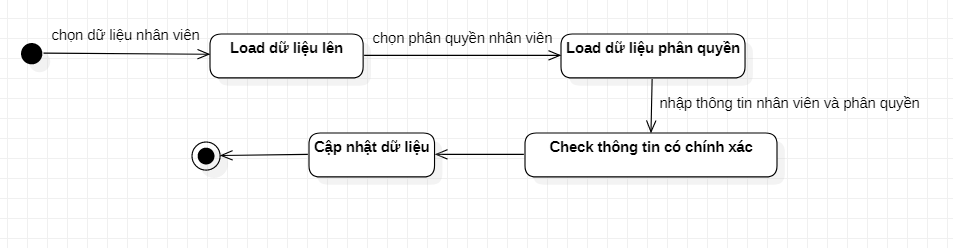 chọn dữ liệu nhân viên
Load dữ liệu lên
chọn phân quyền nhân viên
Load dữ liệu phân quyền
nhập thông tin nhân viên và phân quyền
Cập nhật dữ liệu
Check thông tin có chính xác